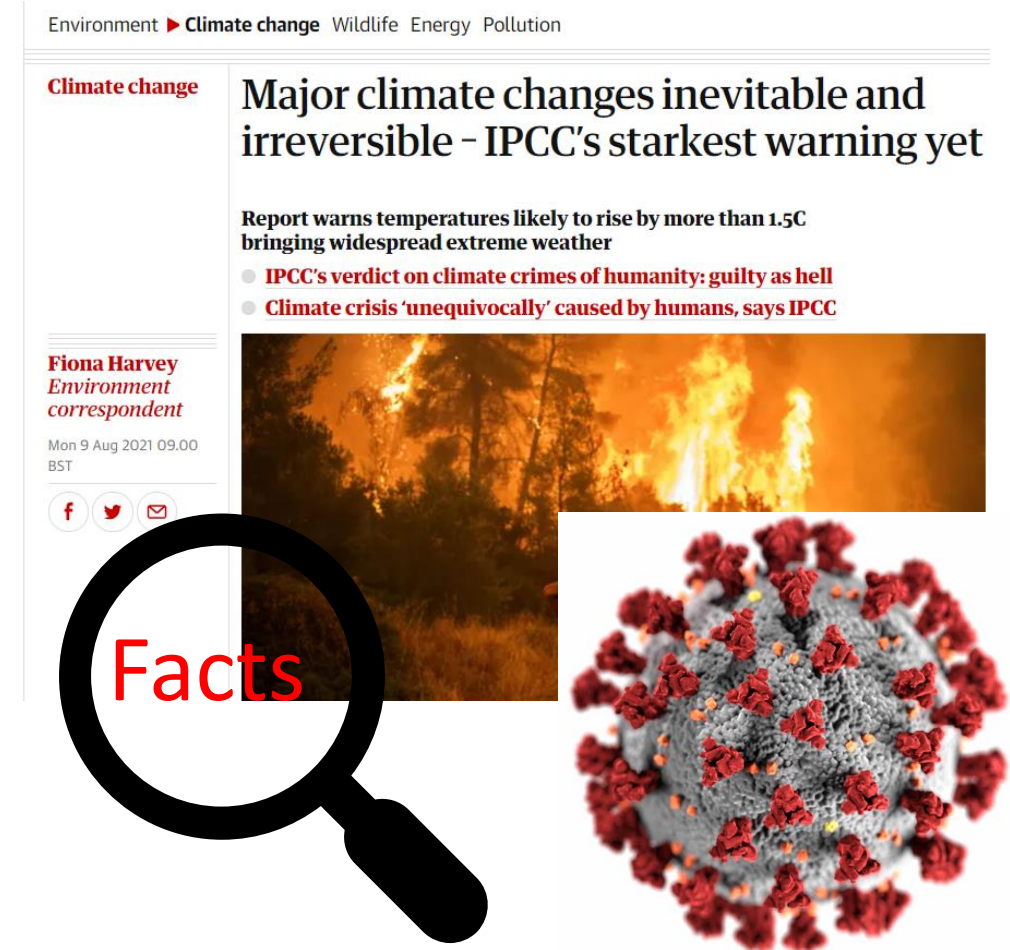 Environment Climate change Wildlife Energy Pollution
Climate change
Major climate changes inevitable and
irreversible – IPCC's starkest warning yet
Report warns temperatures likely to rise by more than 1.5C
bringing widespread extreme weather
IPCC's verdict on climate crimes of humanity: guilty as hell
Climate crisis 'unequivocally' caused by humans, says IPCC
Fiona Harvey
Environment
correspondent
Mon 9 Aug 2021 09.00
BST
Facts